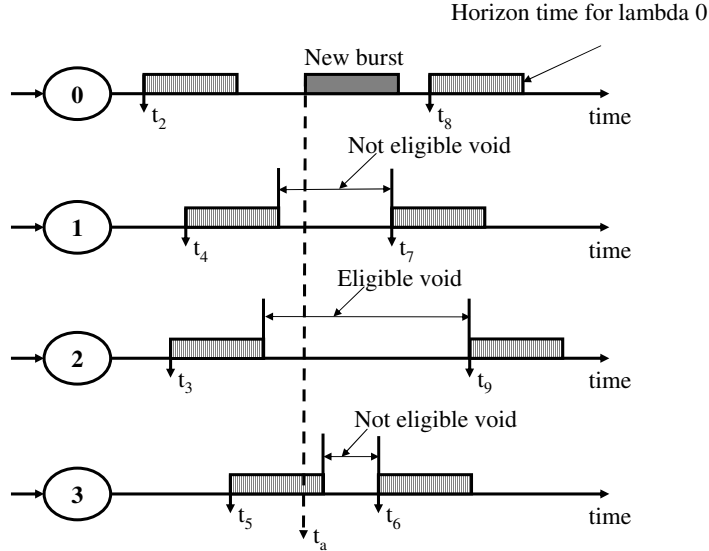 Horizon time for lambda 0
New burst
0
t2
t8
time
Not eligible void
1
t4
t7
time
Eligible void
2
t3
t9
time
Not eligible void
3
t5
ta
t6
time